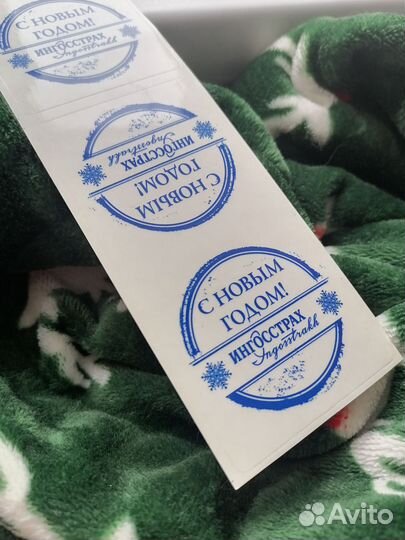 С НОВЫМ
ГОДОМ!
ИНГОССТРАХ
Ingosstrakh
С НОВЫМ
ГОДОМ!
ИНГОССТРАХ
Ingosstrakh
С НОВЫМ
ГОДОМ!
ИНГОССТРАХ
Ingosstrakh
Avito